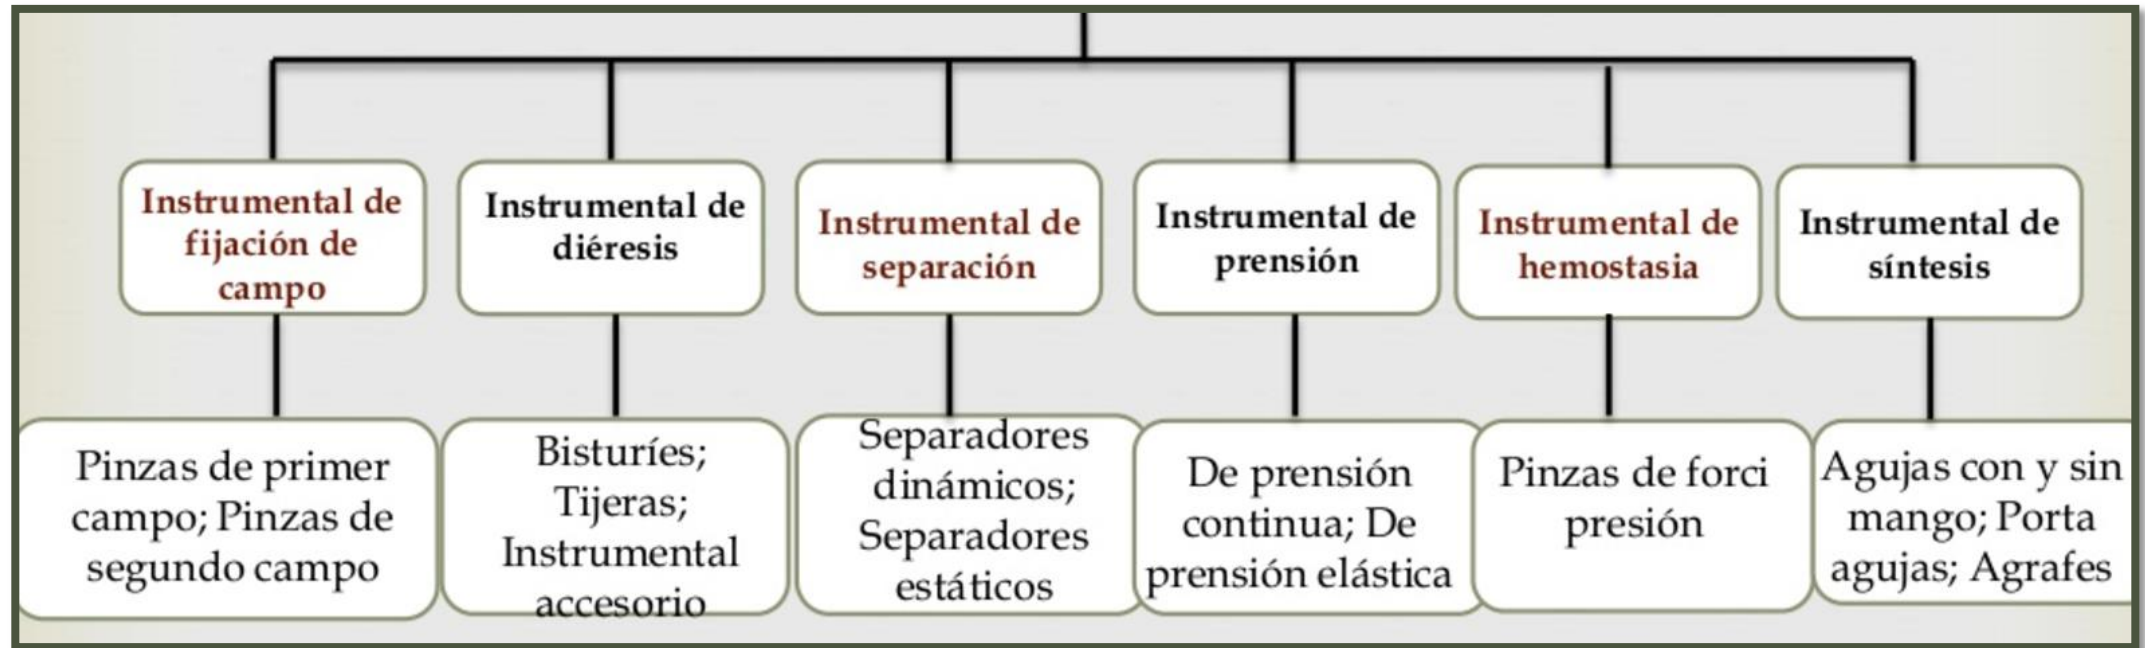 Instrumental de
fijación de
campo
Instrumental de
diéresis
Instrumental de
separación
Instrumental de
prensión
Instrumental de
hemostasia
Instrumental de
síntesis
Pinzas de primer
campo; Pinzas de
segundo campo
Bisturíes;
Tijeras;
Instrumental
accesorio
Separadores
dinámicos;
Separadores
estáticos
De prensión
continua; De
prensión elástica
Pinzas de forci
presión
Agujas con y sin
mango; Porta
agujas; Agrafes